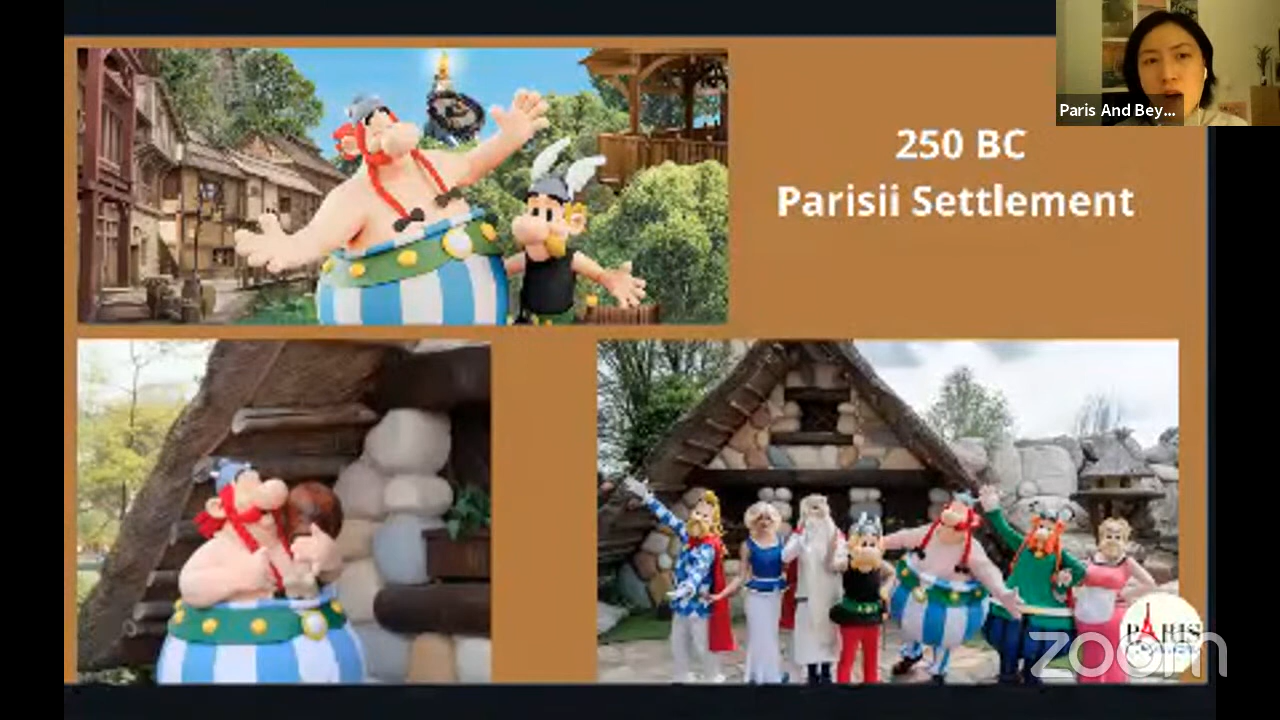 Paris And Bey...
250 BC
Parisii Settlement
PARIS
zoom